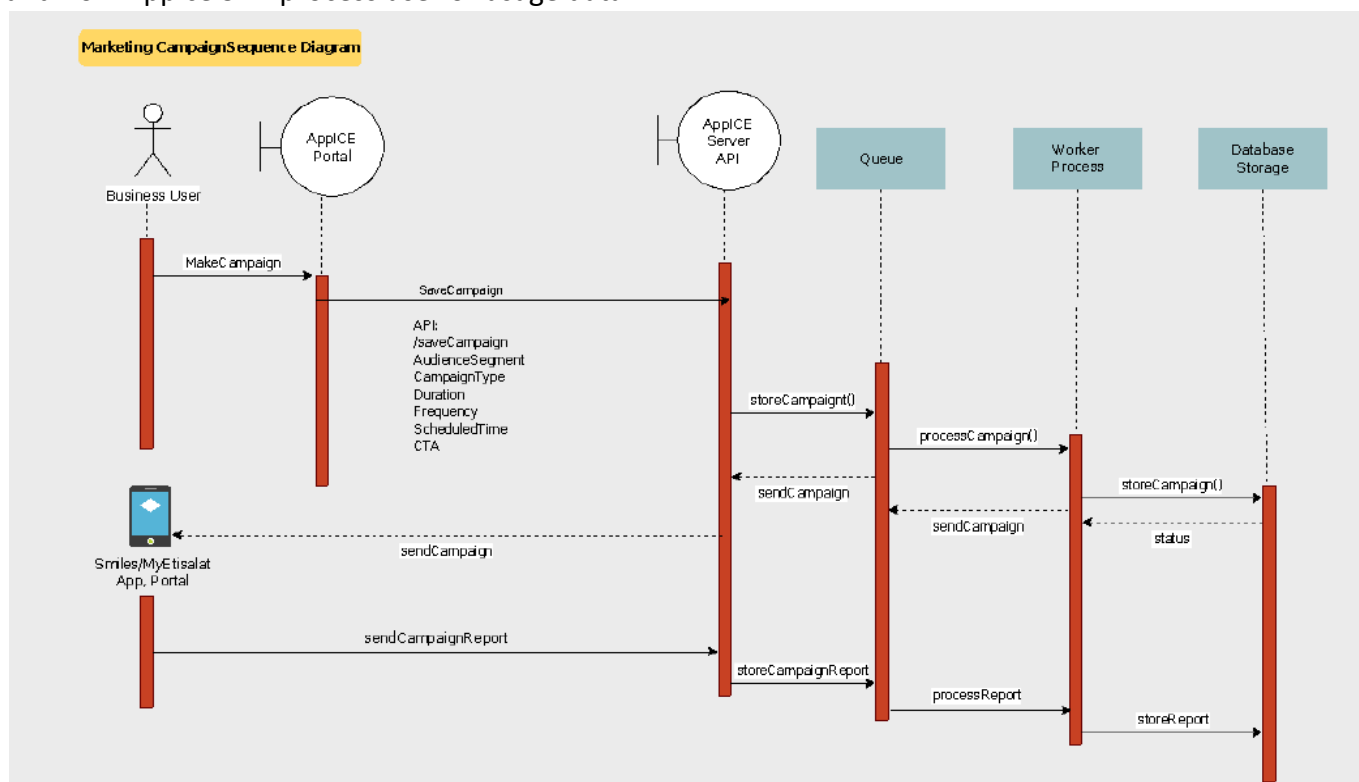 Marketing CampaignSequence Diagram
AppICE
Portal
AppICE
Server
API
Queue
Worker
Process
Database
Storage
Business User
MakeCampaign
SaveCampaign
API:
/saveCampaign
AudienceSegment
CampaignType
Duration
Frequency
ScheduledTime
CTA
storeCampaignt()
processCampaign()
sendCampaign
storeCampaign()
sendCampaign
status
sendCampaign
Smiles/MyEtisalat
App, Portal
sendCampaignReport
storeCampaignReport
processReport
storeReport